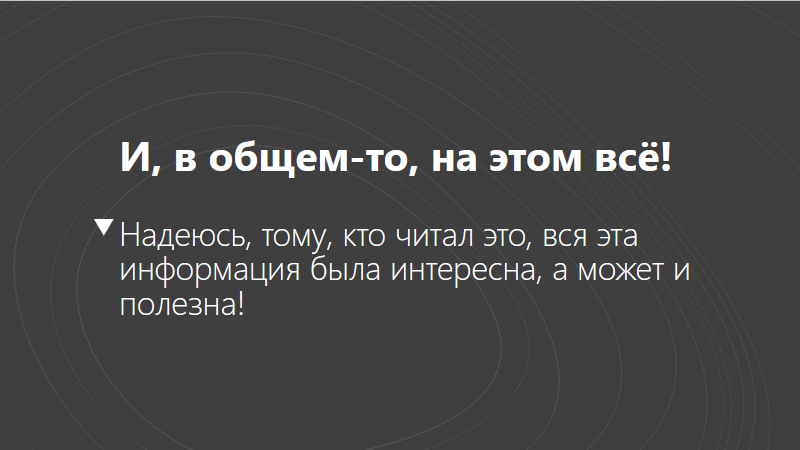 И, в общем-то, на этом всё!
Надеюсь, тому, кто читал это, вся эта
информация была интересна, а может и
полезна!